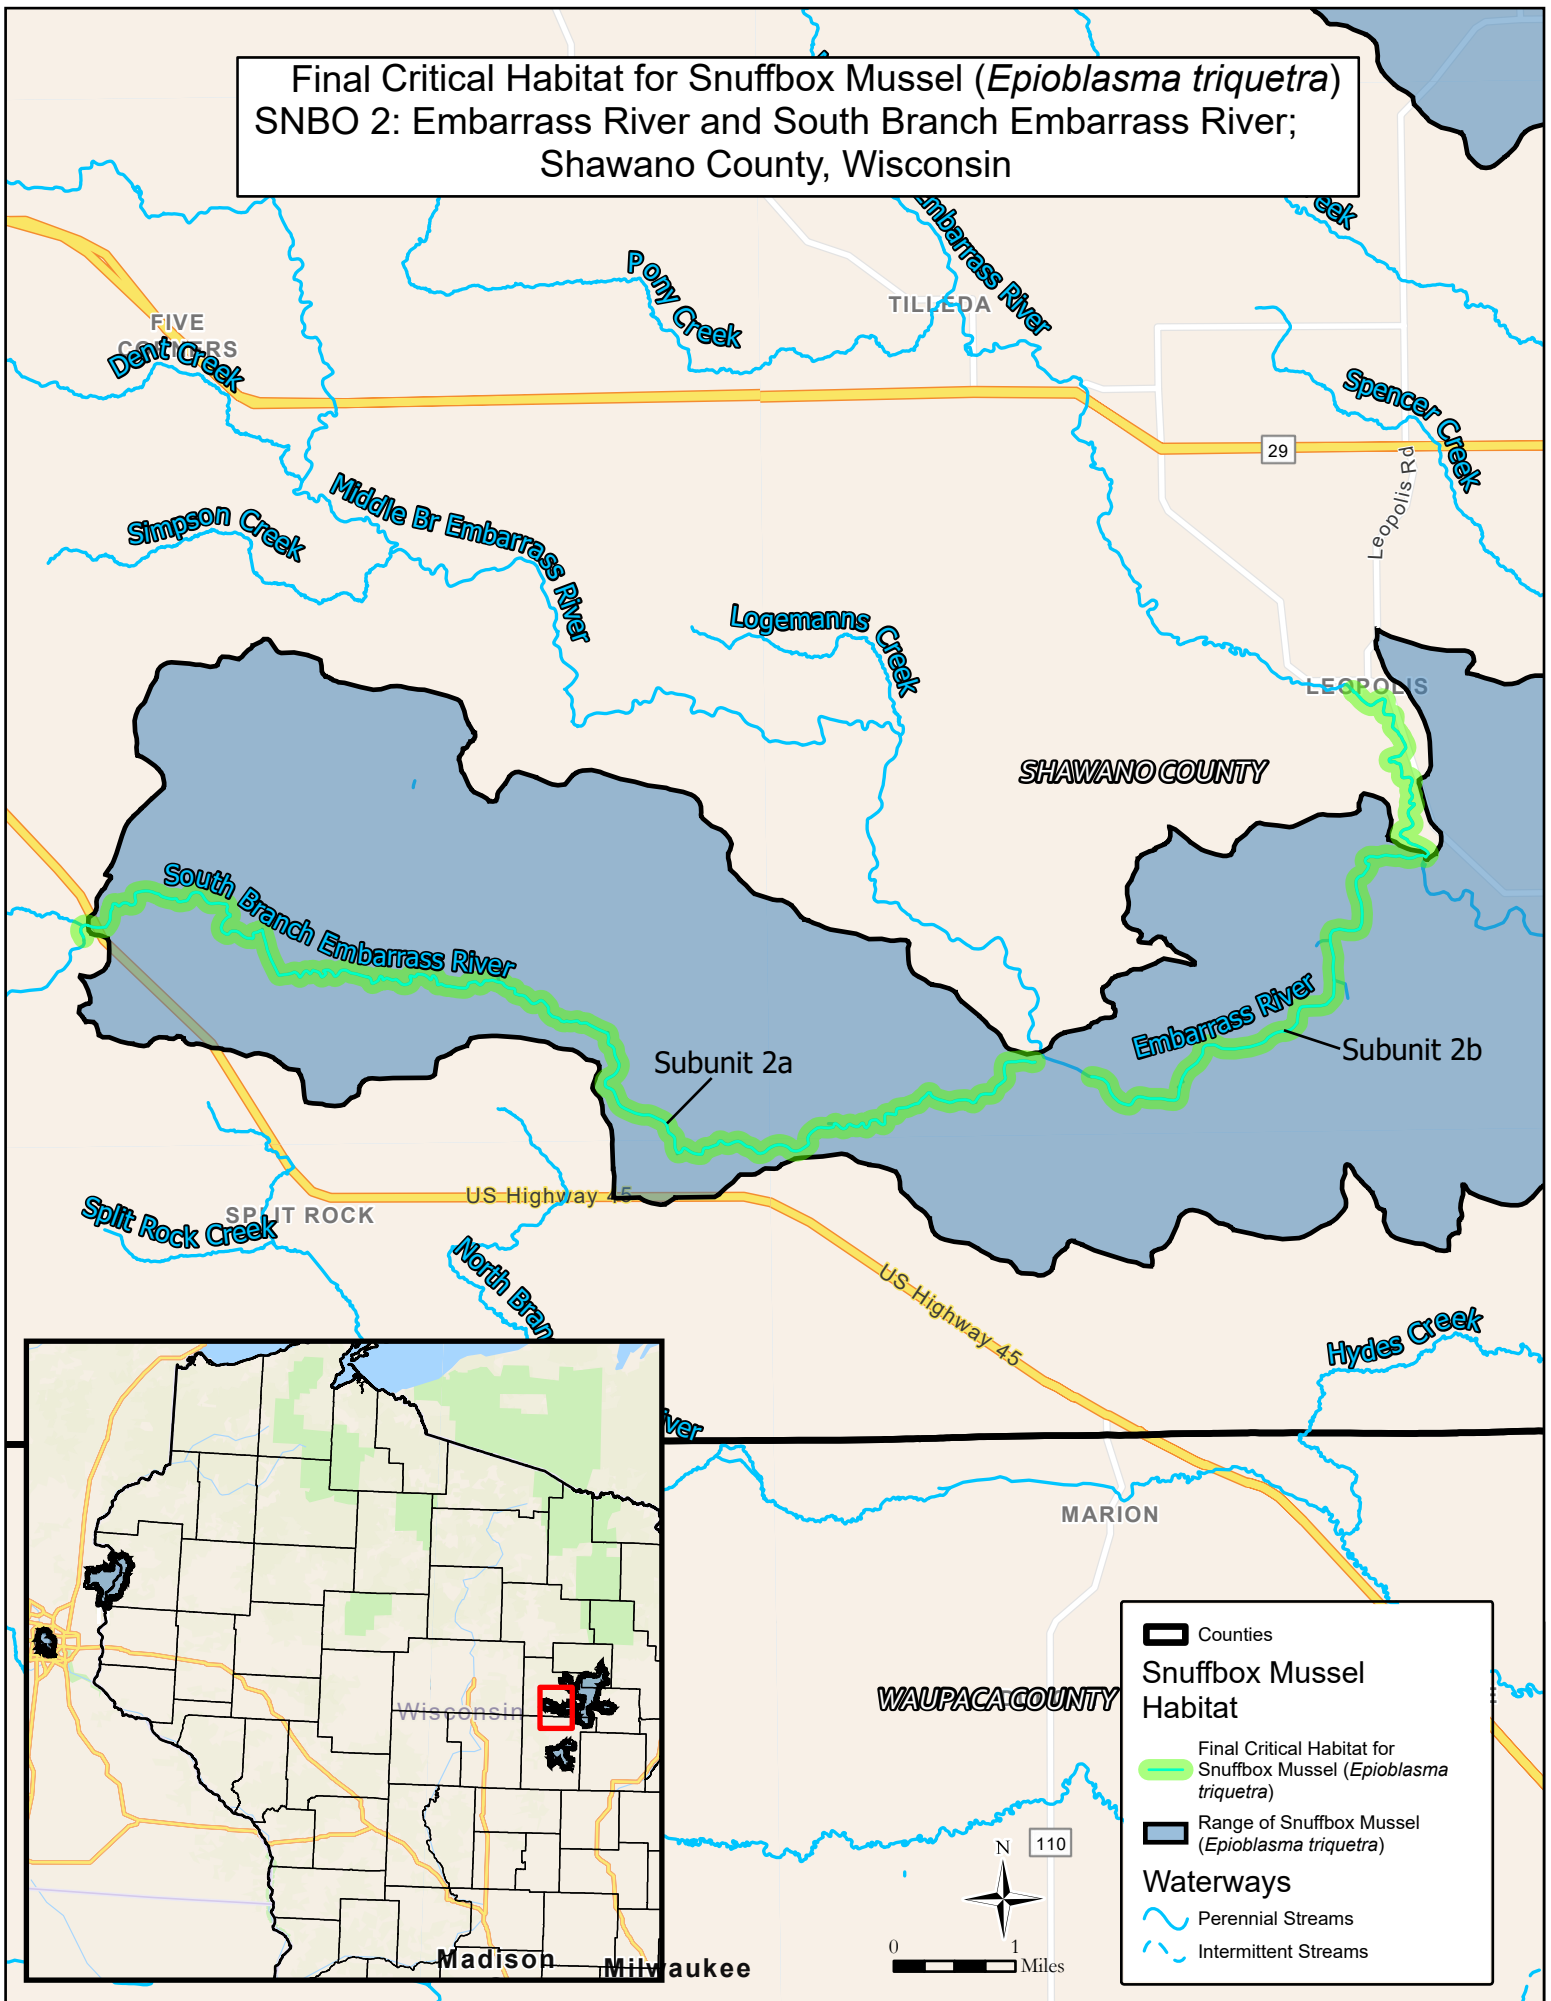 Final Critical Habitat for Snuffbox Mussel (Epioblasma triquetra)
SNBO 2: Embarrass River and South Branch Embarrass River;
Shawano County, Wisconsin
Embarrass River
eek
Pony Creek
TILLEDA
FIVE
CORNERS
Dent Creek
Spencer Creek
29
Leopolis Rd
Middle Br Embarrass River
Simpson Creek
Logemanns Creek
LEOPOLIS
SHAWANO COUNTY
South Branch Embarrass River
Embarrass River
Subunit 2a
Subunit 2b
US Highway 45
SPLIT ROCK
Split Rock Creek
North Bran
US Highway 45
Hydes Creek
iver
MARION
WAUPACA COUNTY
Wisconsin
Madison
Milwaukee
110
N
0 1
Miles
Counties
Snuffbox Mussel
Habitat
Final Critical Habitat for
Snuffbox Mussel (Epioblasma
triquetra)
Range of Snuffbox Mussel
(Epioblasma triquetra)
Waterways
Perennial Streams
Intermittent Streams